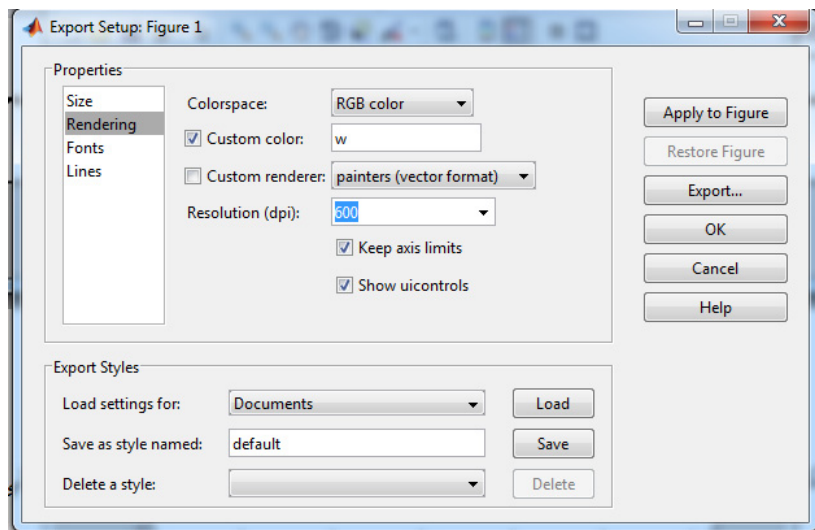 Export Setup: Figure 1
Properties
Size
Rendering
Fonts
Lines
Colorspace: RGB color
Custom color: w
Custom renderer: painters (vector format)
Resolution (dpi): 600
Keep axis limits
Show uicontrols
Apply to Figure
Restore Figure
Export...
OK
Cancel
Help
Export Styles
Load settings for: Documents Load
Save as style named: default Save
Delete a style: Delete